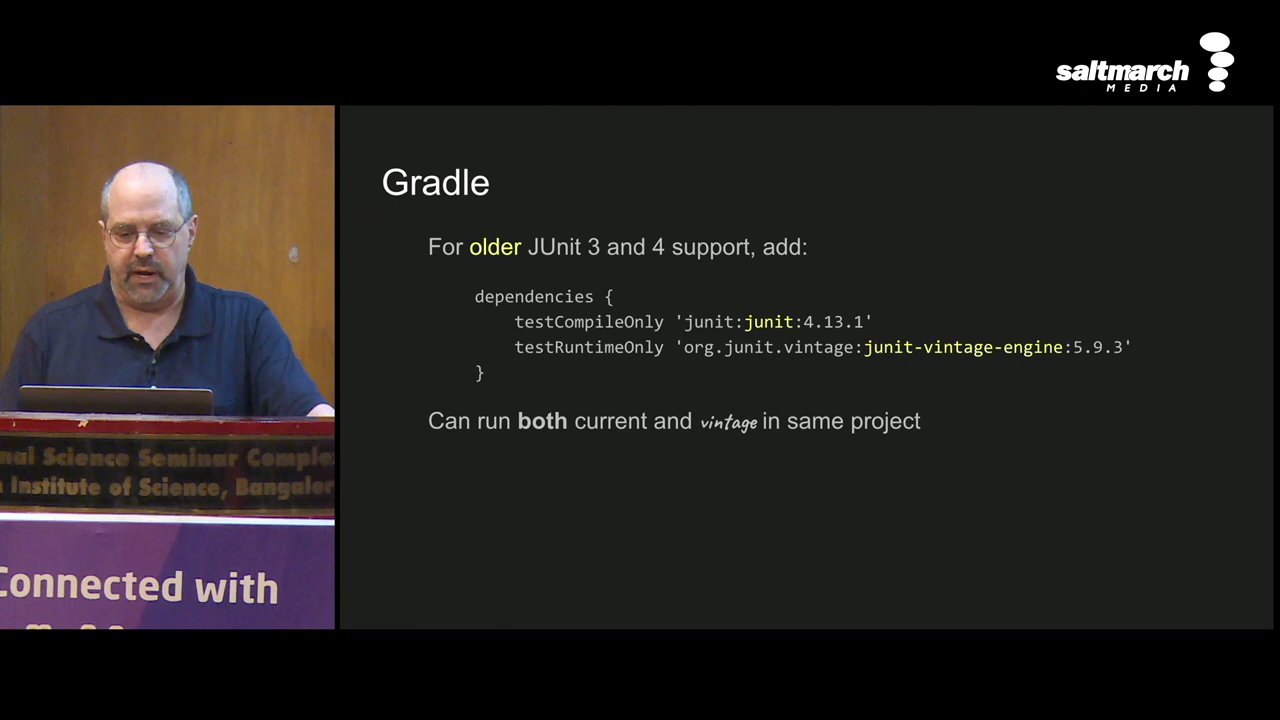 saltmarch
MEDIA
Gradle
For older JUnit 3 and 4 support, add:
dependencies {
testCompileOnly 'junit:junit:4.13.1'
testRuntimeOnly 'org.junit.vintage:junit-vintage-engine:5.9.3'
}
Can run both current and vintage in same project
nal Science Seminar Comple
Institute of Science, Bangalor
Connected with